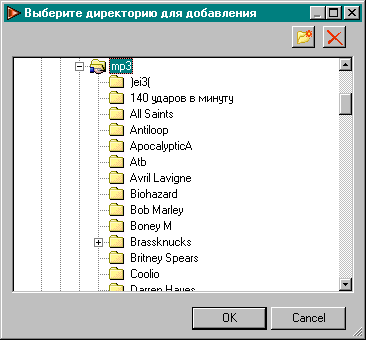 Выберите директорию для добавления
mp3
)ei3(
140 ударов в минуту
All Saints
Antiloop
ApocalypticA
Atb
Avril Lavigne
Biohazard
Bob Marley
Boney M
Brassknucks
Britney Spears
Coolio
Darren Hayes
OK
Cancel